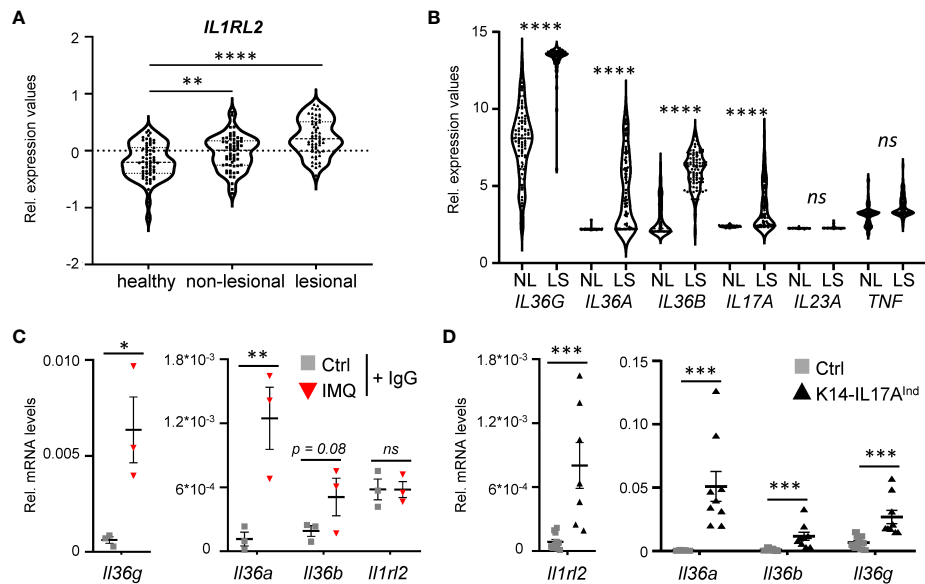 A
IL1RL2
Rel. expression values
2
1
0
-1
-2
****
**
healthy non-lesional lesional
B
Rel. expression values
15
10
5
0
**** **** **** **** ns ns
NL LS NL LS NL LS NL LS NL LS NL LS
IL36G IL36A IL36B IL17A IL23A TNF
C
Rel. mRNA levels
0.010
0.005
0
*
Il36g
1.8*10-3
1.2*10-3
6*10-4
0
**
p = 0.08
ns
Ctrl
IMQ
+ IgG
Il36a Il36b Il1rl2
D
1.8*10-3
1.2*10-3
6*10-4
0
***
Il1rl2
0.15
0.10
0.05
0
***
***
***
Ctrl
K14-IL17AInd
Il36a Il36b Il36g